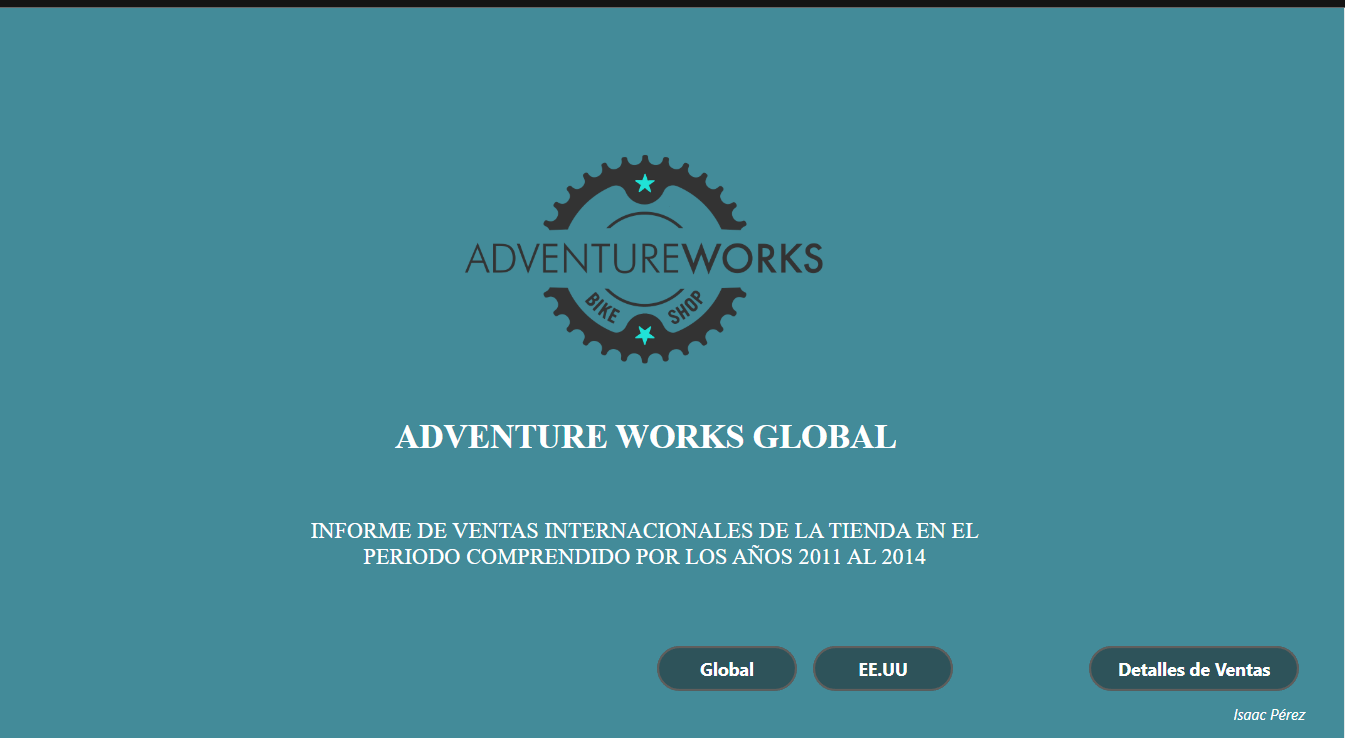 ADVENTUREWORKS
BIKE SHOP
ADVENTURE WORKS GLOBAL
INFORME DE VENTAS INTERNACIONALES DE LA TIENDA EN EL
PERIODO COMPRENDIDO POR LOS AÑOS 2011 AL 2014
Global
EE.UU
Detalles de Ventas
Isaac Pérez